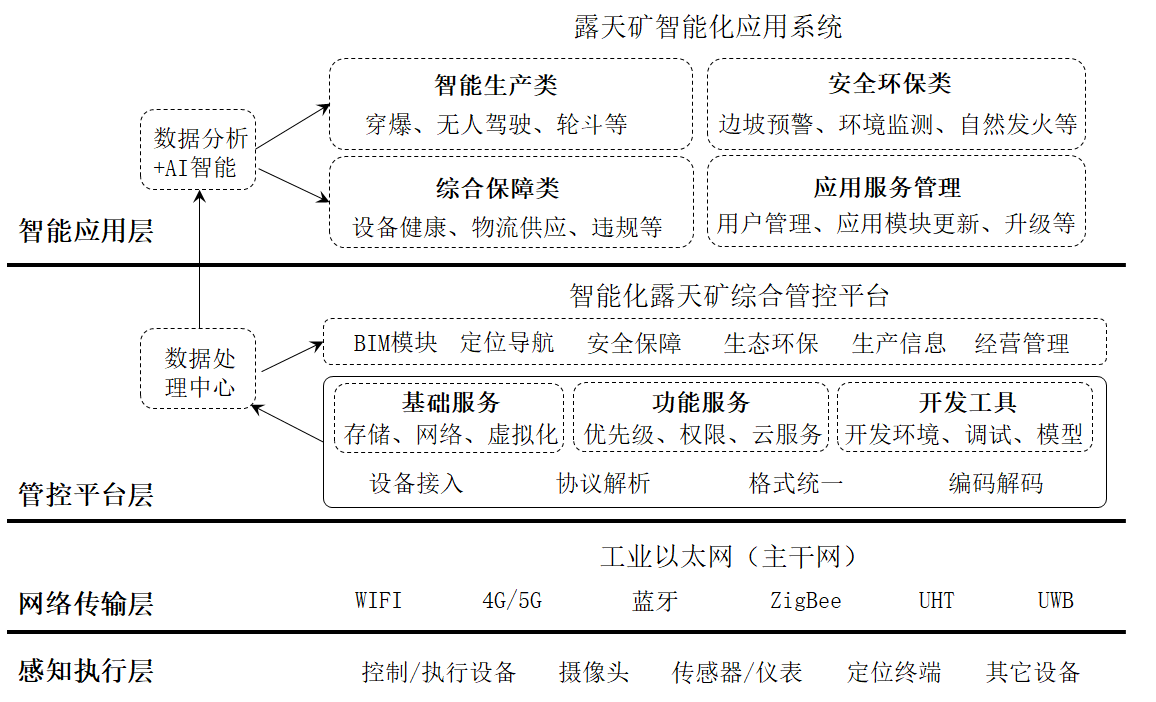 露天矿智能化应用系统
智能生产类
穿爆、无人驾驶、轮斗等
安全环保类
边坡预警、环境监测、自然发火等
数据分析
+AI智能
综合保障类
设备健康、物流供应、违规等
应用服务管理
用户管理、应用模块更新、升级等
智能应用层
智能化露天矿综合管控平台
BIM模块 定位导航 安全保障 生态环保 生产信息 经营管理
数据处
理中心
基础服务
存储、网络、虚拟化
功能服务
优先级、权限、云服务
开发工具
开发环境、调试、模型
设备接入 协议解析 格式统一 编码解码
管控平台层
工业以太网（主干网）
网络传输层
WIFI 4G/5G 蓝牙 ZigBee UHT UWB
感知执行层
控制/执行设备 摄像头 传感器/仪表 定位终端 其它设备